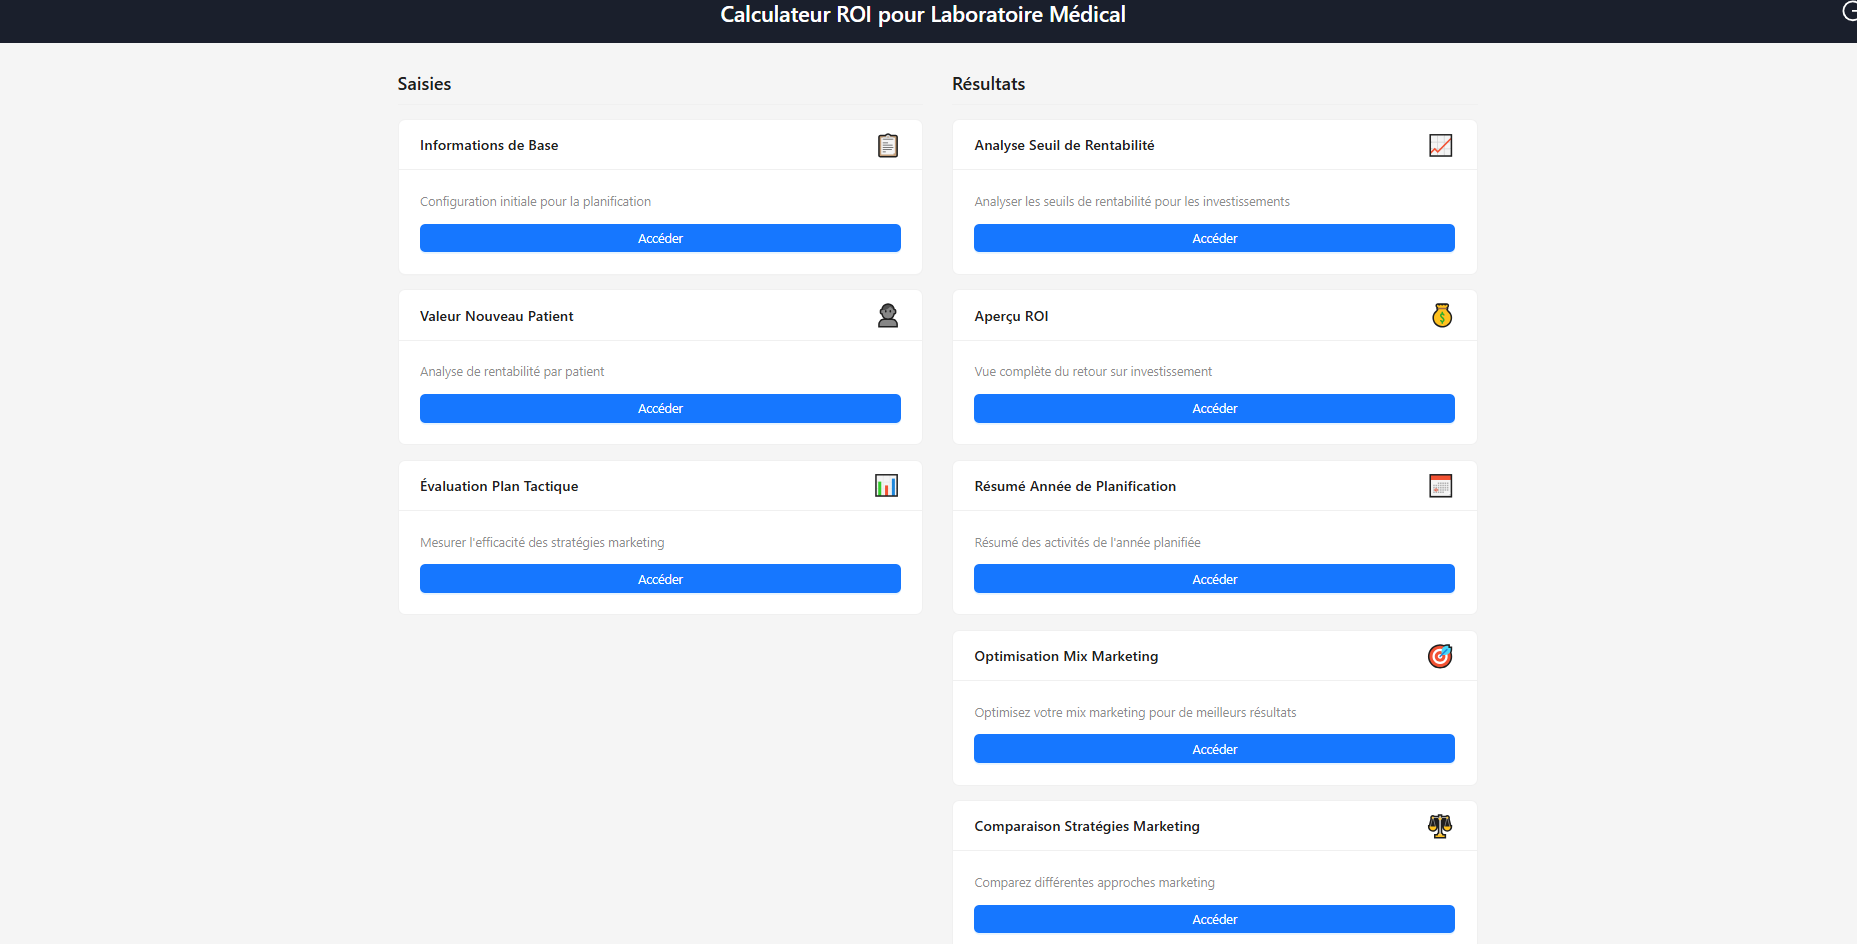 Calculateur ROI pour Laboratoire Médical
Saisies
Informations de Base
Configuration initiale pour la planification
Accéder
Valeur Nouveau Patient
Analyse de rentabilité par patient
Accéder
Évaluation Plan Tactique
Mesurer l'efficacité des stratégies marketing
Accéder
Résultats
Analyse Seuil de Rentabilité
Analyser les seuils de rentabilité pour les investissements
Accéder
Aperçu ROI
Vue complète du retour sur investissement
Accéder
Résumé Année de Planification
Résumé des activités de l'année planifiée
Accéder
Optimisation Mix Marketing
Optimisez votre mix marketing pour de meilleurs résultats
Accéder
Comparaison Stratégies Marketing
Comparez différentes approches marketing
Accéder